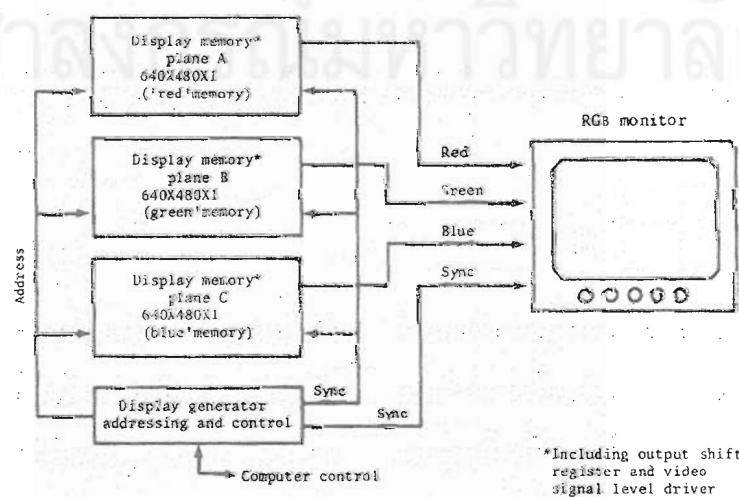 Display memory*
plane A
640X480X1
('red'memory)
Display memory*
plane B
640X480X1
(green'memory)
Display memory*
plane C
640X480X1
(blue'memory)
Display generator
addressing and control
Address
Computer control
Sync
Sync
Red
Green
Blue
Sync
RGB monitor
*Including output shift
register and video
signal level driver